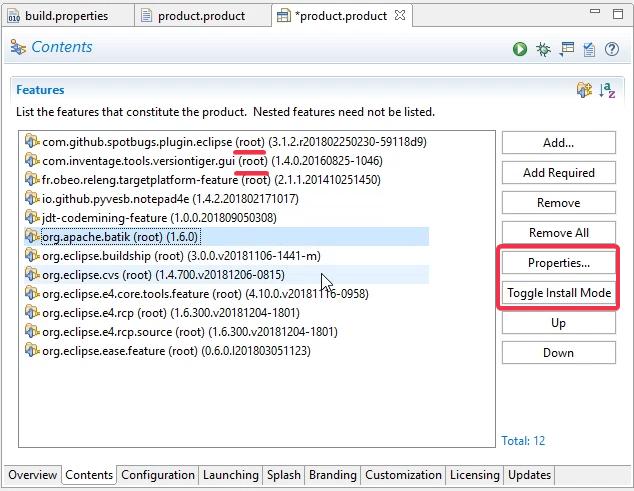 build.properties
product.product
*product.product
Contents
Features
List the features that constitute the product. Nested features need not be listed.
com.github.spotbugs.plugin.eclipse (root) (3.1.2.r201802250230-59118d9)
com.inventage.tools.versiontiger.gui (root) (1.4.0.20160825-1046)
fr.obeo.releng.targetplatform-feature (root) (2.1.1.201410251450)
io.github.pyvesb.notepad4e (1.4.2.201802171017)
jdt-codemining-feature (1.0.0.201809050308)
org.apache.batik (root) (1.6.0)
org.eclipse.buildship (root) (3.0.0.v20181106-1441-m)
org.eclipse.cvs (root) (1.4.700.v20181206-0815)
org.eclipse.e4.core.tools.feature (4.10.0.v20181116-0958)
org.eclipse.e4.rcp (root) (1.6.300.v20181204-1801)
org.eclipse.e4.rcp.source (root) (1.6.300.v20181204-1801)
org.eclipse.ease.feature (root) (0.6.0.I201803051123)
Add...
Add Required
Remove
Remove All
Properties...
Toggle Install Mode
Up
Down
Total: 12
Overview
Contents
Configuration
Launching
Splash
Branding
Customization
Licensing
Updates